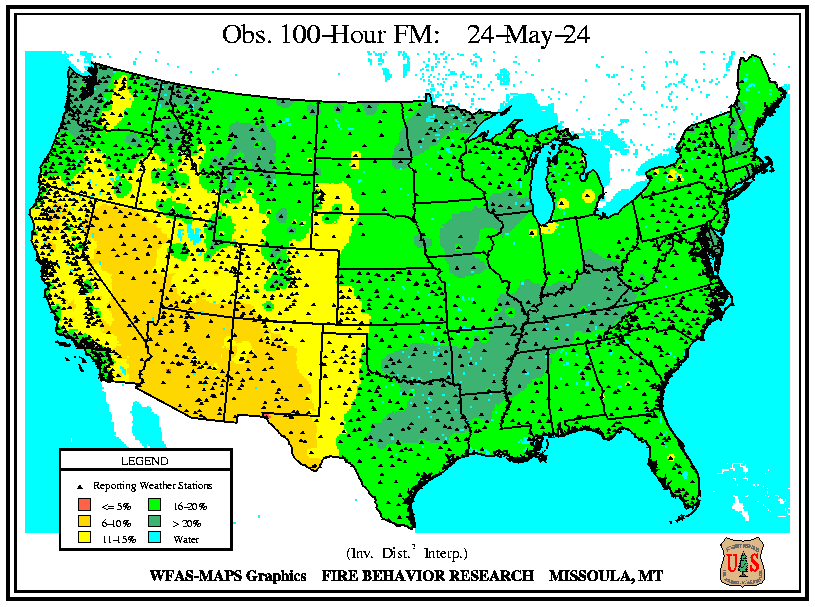 Obs. 100-Hour FM: 24-May-24
LEGEND
Reporting Weather Stations
<= 5%
16-20%
6-10%
> 20%
11-15%
Water
(Inv. Dist.² Interp.)
WFAS-MAPS Graphics FIRE BEHAVIOR RESEARCH MISSOULA, MT
U S